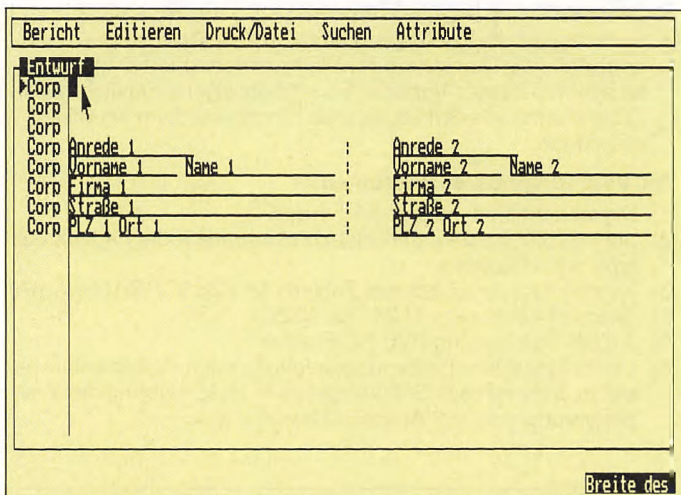 Bericht Editieren Druck/Datei Suchen Attribute
Entwurf
Corp
Corp
Corp
Corp Anrede 1 Anrede 2
Corp Vorname 1 Name 1 Vorname 2 Name 2
Corp Firma 1 Firma 2
Corp Straße 1 Straße 2
Corp PLZ 1 Ort 1 PLZ 2 Ort 2
Breite des